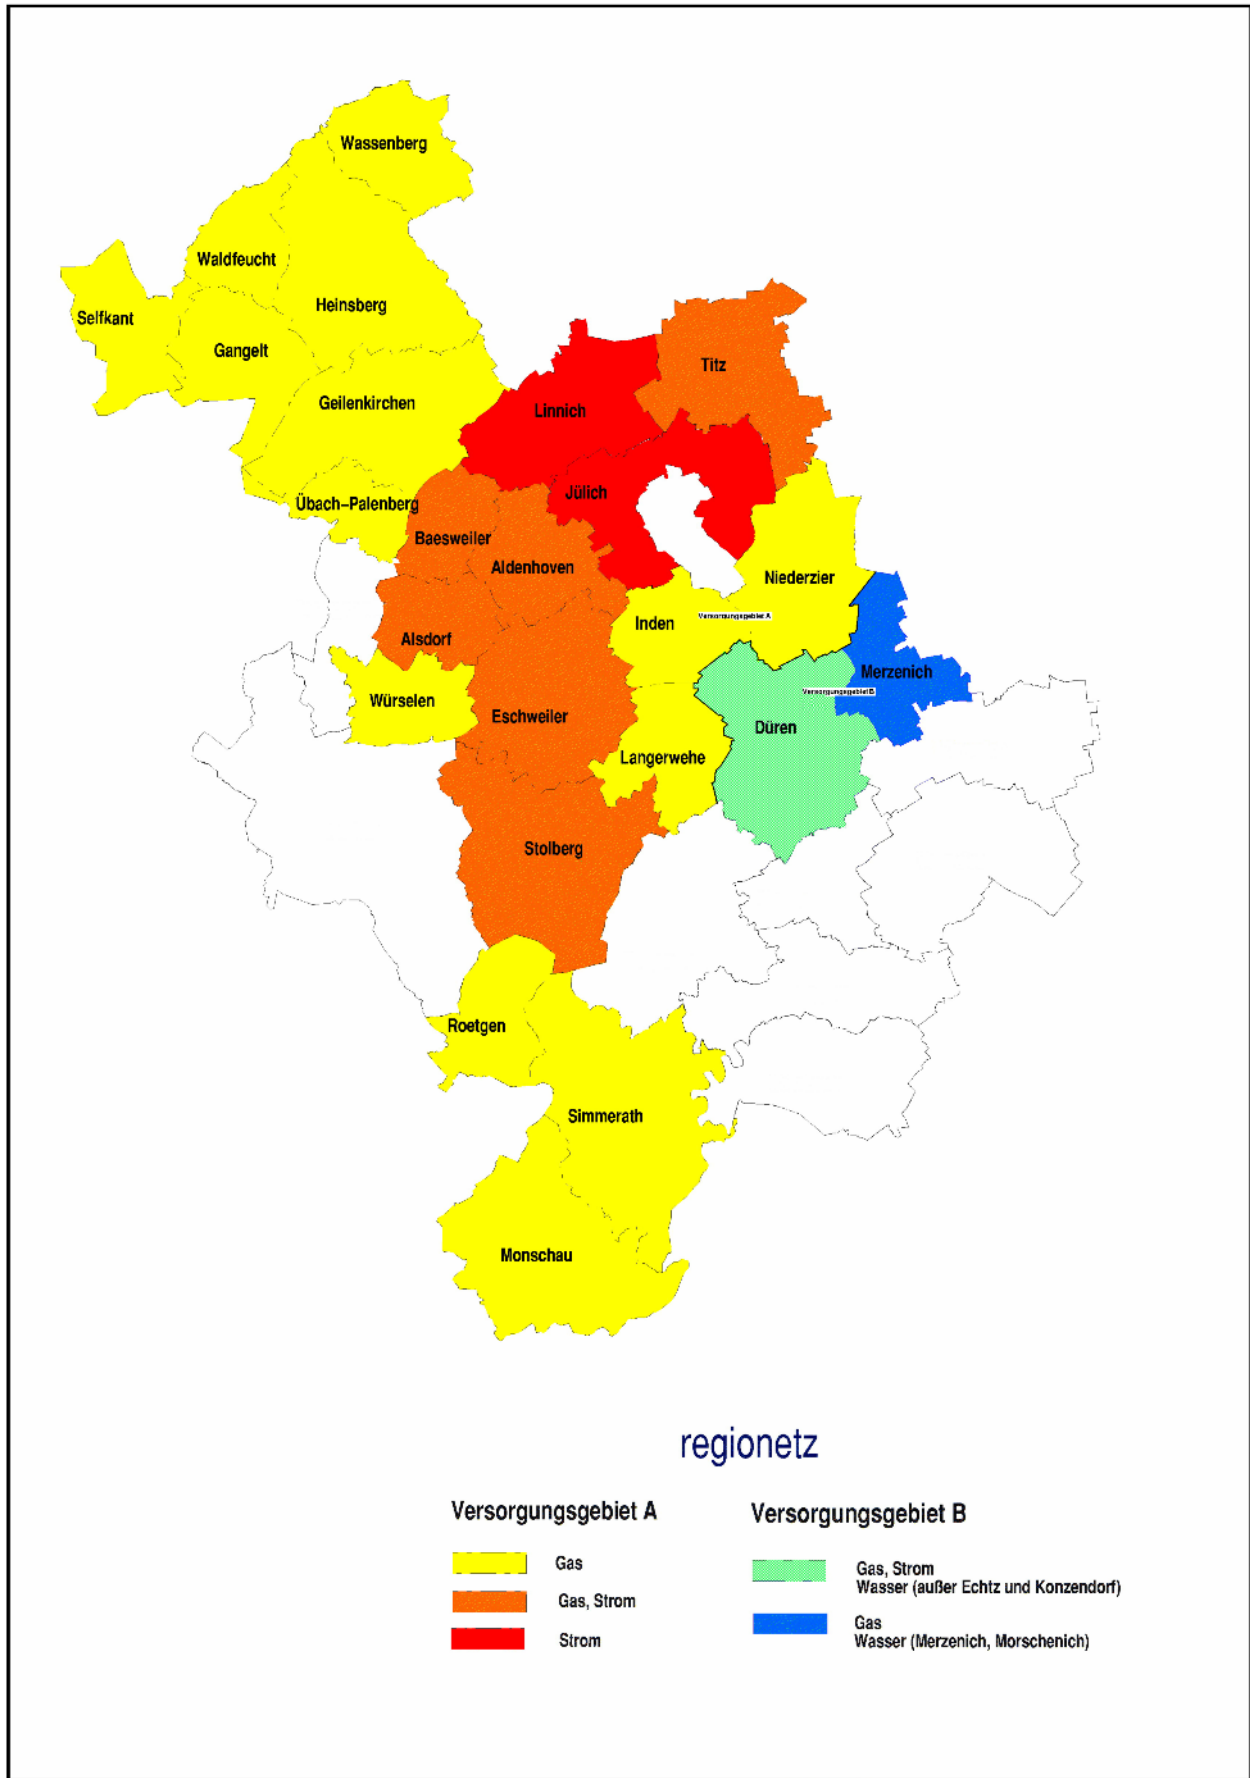 Wassenberg
Waldfeucht
Heinsberg
Selfkant
Gangelt
Titz
Geilenkirchen
Linnich
Jülich
Übach-Palenberg
Baesweiler
Aldenhoven
Niederzier
Versorgungsgebiet A
Inden
Alsdorf
Merzenich
Versorgungsgebiet B
Würselen
Eschweiler
Düren
Langerwehe
Stolberg
Roetgen
Simmerath
Monschau
regionetz
Versorgungsgebiet A
Gas
Gas, Strom
Strom
Versorgungsgebiet B
Gas, Strom
Wasser (außer Echtz und Konzendorf)
Gas
Wasser (Merzenich, Morschenich)